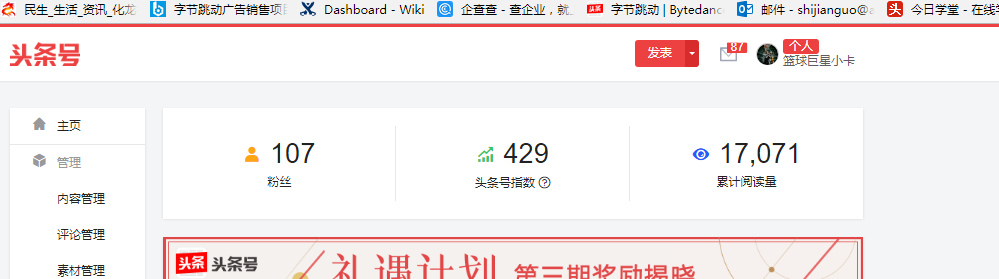 民生_生活_资讯_化龙 字节跳动广告销售项目 Dashboard - Wiki 企查查 - 查企业，就上 头条 字节跳动 | Bytedanc 邮件 - shijianguo@ 头 今日学堂 - 在线学
头条号
发表
87
个人
篮球巨星小卡
主页
管理
内容管理
评论管理
素材管理
107
粉丝
429
头条号指数 ?
17,071
累计阅读量
头条 头条号
礼遇计划 第三期奖励揭晓